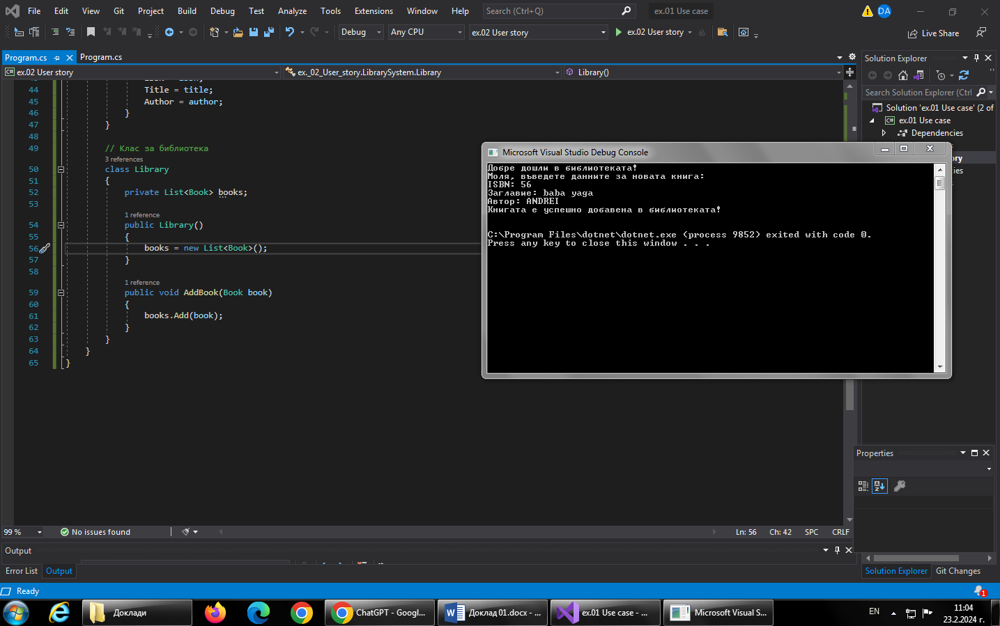 File Edit View Git Project Build Debug Test Analyze Tools Extensions Window Help Search (Ctrl+Q) ex.01 Use case DA
Debug Any CPU ex.02 User story ex.02 User story Live Share
Program.cs Program.cs
ex.02 User story ex._02_User_story.LibrarySystem.Library Library()
44 Title = title;
45 Author = author;
46 }
47 }
48
49 // Клас за библиотека
3 references
50 class Library
51 {
52 private List<Book> books;
53
1 reference
54 public Library()
55 {
56 books = new List<Book>();
57 }
58
1 reference
59 public void AddBook(Book book)
60 {
61 books.Add(book);
62 }
63 }
64 }
65 }
Microsoft Visual Studio Debug Console
Добре дошли в библиотеката!
Моля, въведете данните за новата книга:
ISBN: 56
Заглавие: baba yaga
Автор: ANDREI
Книгата е успешно добавена в библиотеката!
C:\Program Files\dotnet\dotnet.exe (process 9852) exited with code 0.
Press any key to close this window . . .
Solution Explorer
Search Solution Explorer (Ctrl
Solution 'ex.01 Use case' (2 of
ex.01 Use case
Dependencies
Properties
99 % No issues found Ln: 56 Ch: 42 SPC CRLF
Output
Error List Output
Solution Explorer Git Changes
Ready 1
Доклади ChatGPT - Googl... Доклад 01.docx - ... ex.01 Use case - ... Microsoft Visual S... EN
11:04
23.2.2024 г.